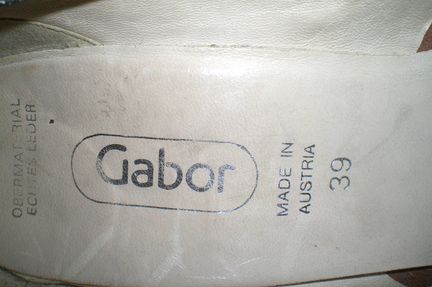 OBERMATERIAL
ECHTES LEDER
Gabor
MADE IN
AUSTRIA
39